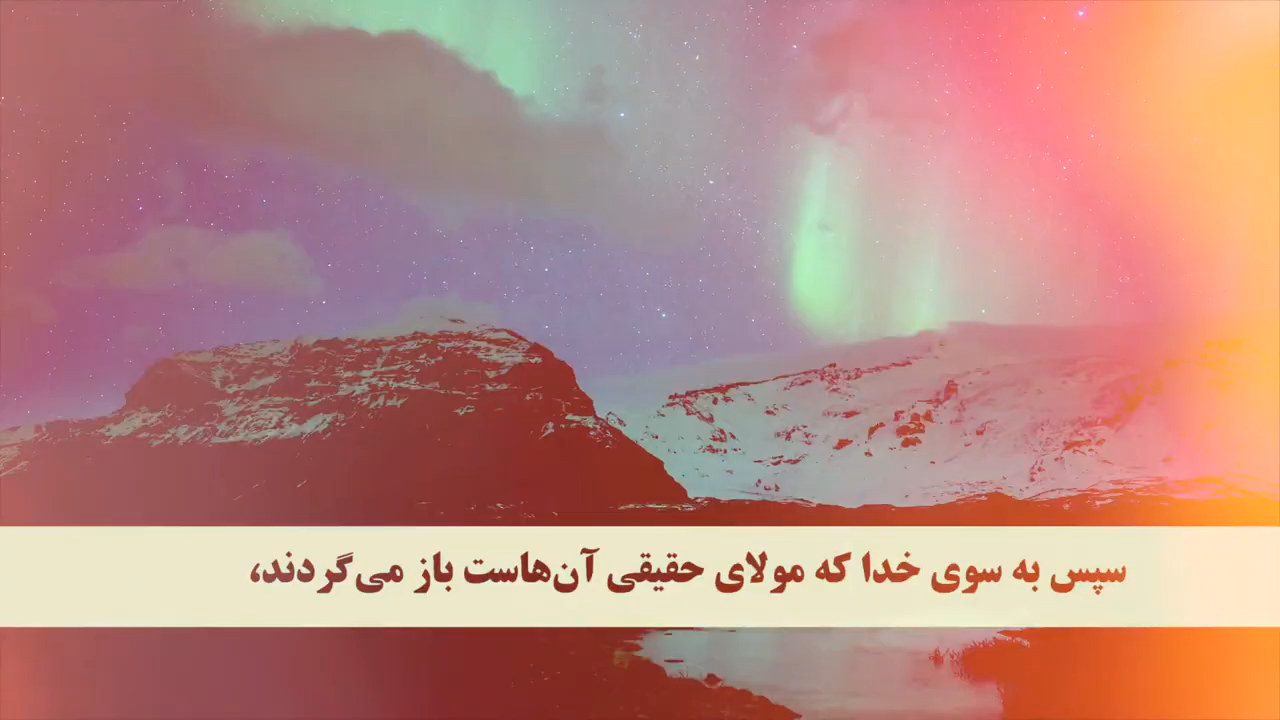 سپس به سوی خدا که مولای حقیقی آن‌هاست باز می‌گردند،